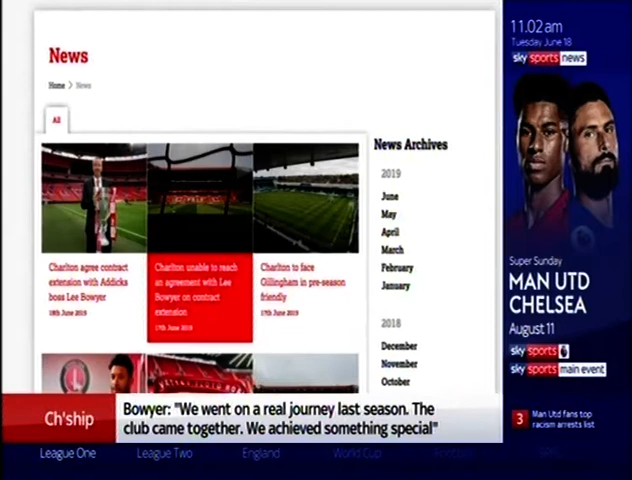 News
Home > News
All
Charlton agree contract
extension with Addicks
boss Lee Bowyer
18th June 2019
Charlton unable to reach
an agreement with Lee
Bowyer on contract
extension
17th June 2019
Charlton to face
Gillingham in pre-season
friendly
17th June 2019
News Archives
2019
June
May
April
March
February
January
2018
December
November
October
11.02am
Tuesday June 18
sky sports news
Super Sunday
MAN UTD
CHELSEA
August 11
sky sports
sky sports main event
3 Man Utd fans top
racism arrests list
Ch'ship
Bowyer: "We went on a real journey last season. The
club came together. We achieved something special"
League One League Two England World Cup